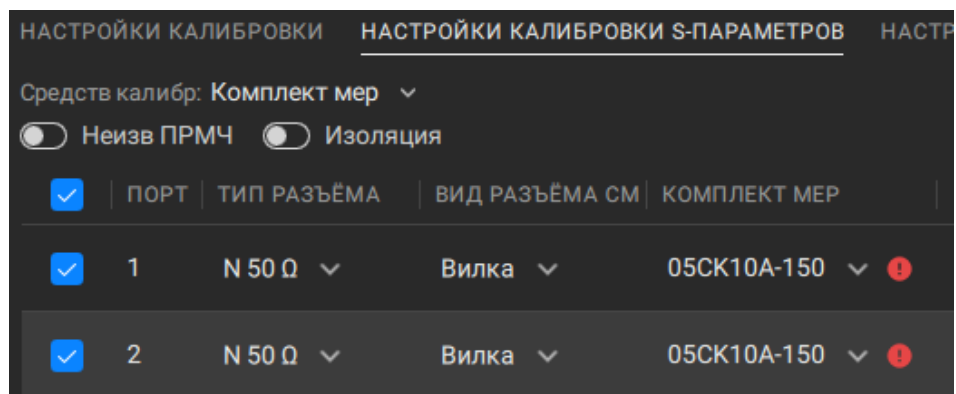 НАСТРОЙКИ КАЛИБРОВКИ НАСТРОЙКИ КАЛИБРОВКИ S-ПАРАМЕТРОВ НАСТР
Средств калибр: Комплект мер
Неизв ПРМЧ Изоляция
ПОРТ ТИП РАЗЪЁМА ВИД РАЗЪЁМА СМ КОМПЛЕКТ МЕР
1 N 50 Ω Вилка 05CK10A-150
2 N 50 Ω Вилка 05CK10A-150